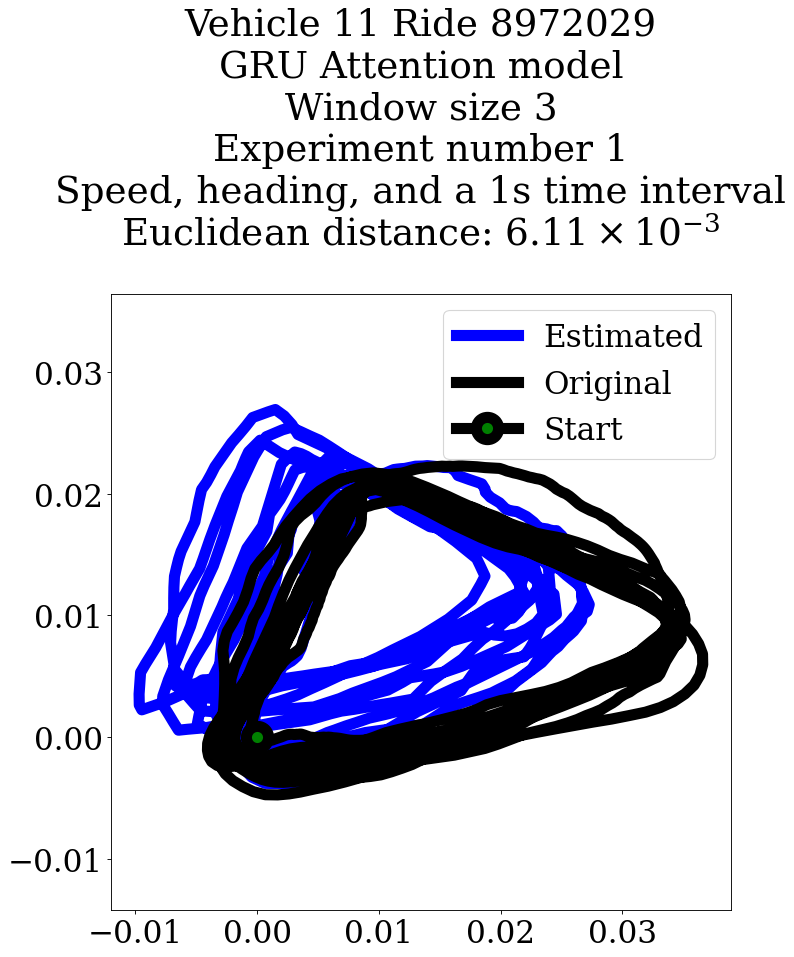 Vehicle 11 Ride 8972029
GRU Attention model
Window size 3
Experiment number 1
Speed, heading, and a 1s time interval
Euclidean distance: 6.11 × 10⁻³
Estimated
Original
Start
0.03
0.02
0.01
0.00
−0.01
−0.01 0.00 0.01 0.02 0.03